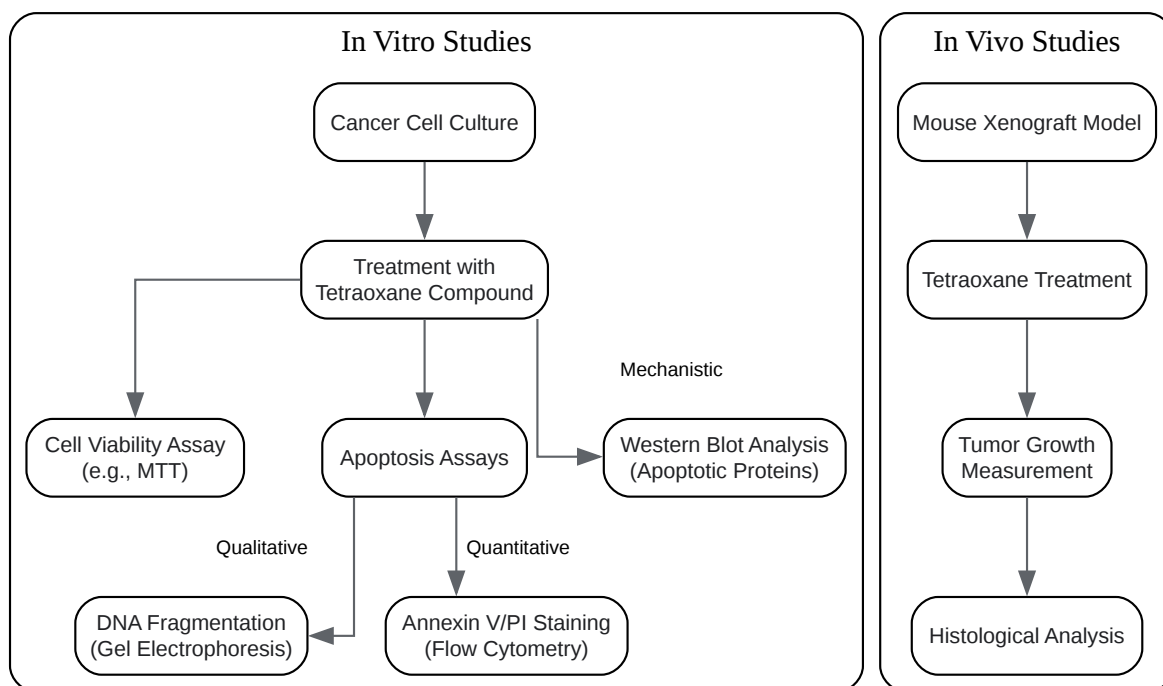 In Vitro Studies
Cancer Cell Culture
Treatment with
Tetraoxane Compound
Mechanistic
Cell Viability Assay
(e.g., MTT)
Apoptosis Assays
Western Blot Analysis
(Apoptotic Proteins)
Qualitative
Quantitative
DNA Fragmentation
(Gel Electrophoresis)
Annexin V/PI Staining
(Flow Cytometry)
In Vivo Studies
Mouse Xenograft Model
Tetraoxane Treatment
Tumor Growth
Measurement
Histological Analysis